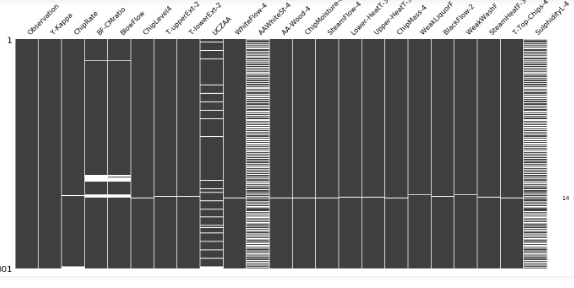 Observation
Y-Kappa
ChipRate
BF-CMratio
BlowFlow
ChipLevel4
T-upperExt-2
T-lowerExt-2
UCZAA
WhiteFlow-4
AAWhiteSt-4
AA-Wood-4
ChipMoisture-
SteamFlow-4
Lower-HeatT-3
Upper-HeatT-3
ChipMass-4
WeakLiquorF
BlackFlow-2
WeakWashF
SteamHeatF-3
T-Top-Chips-4
SulphidityL-4
1
14
301